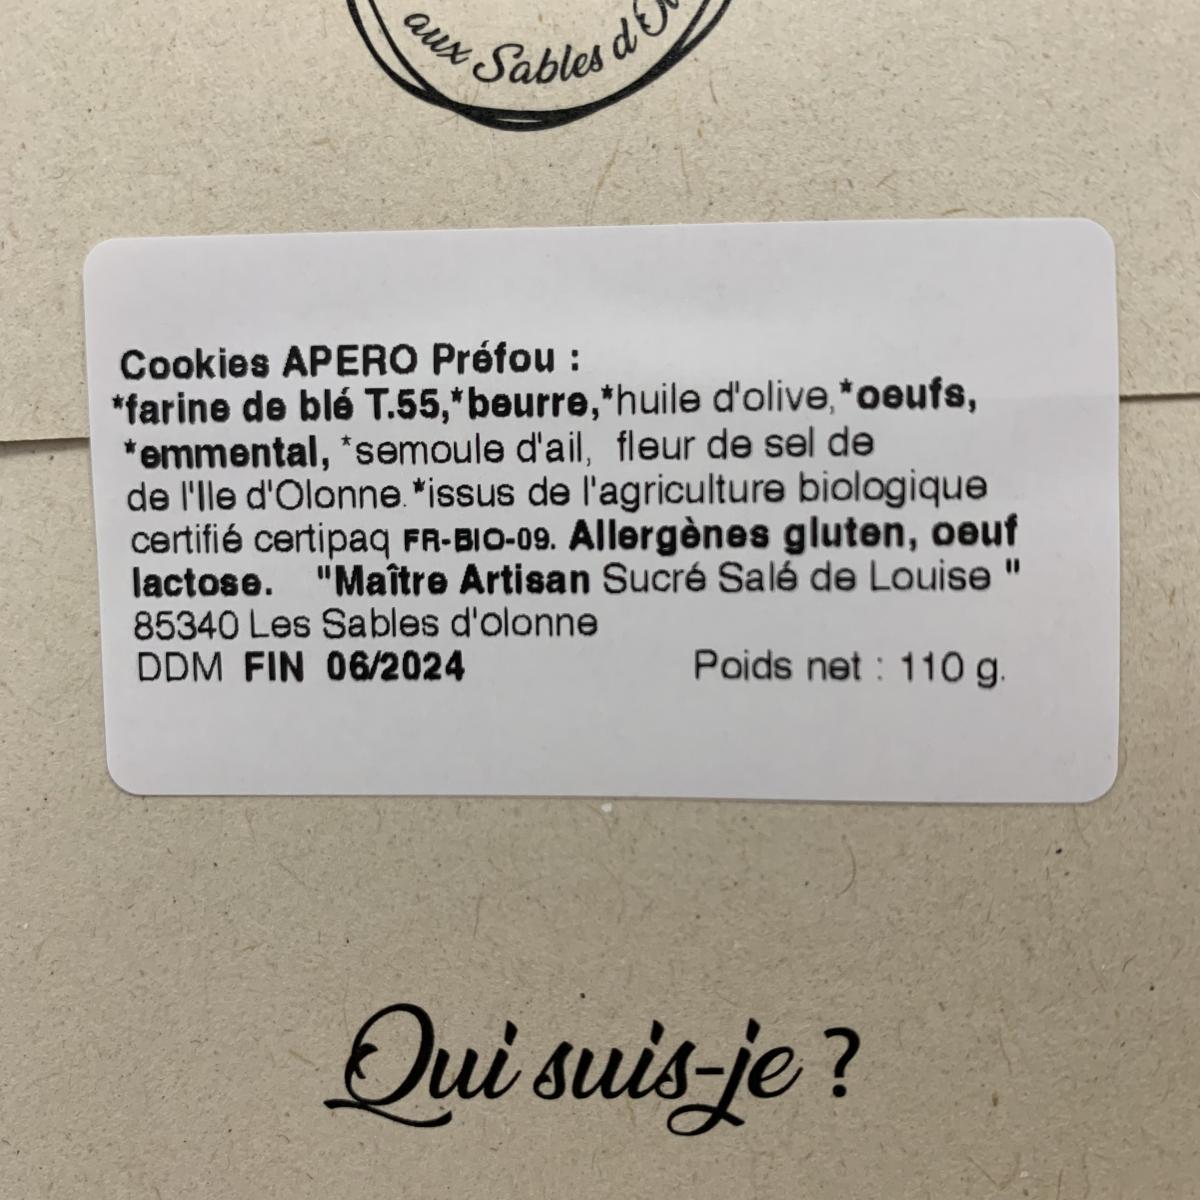 aux Sables d'
Cookies APERO Préfou :
*farine de blé T.55,*beurre,*huile d'olive,*oeufs,
*emmental, *semoule d'ail, fleur de sel de
de l'Ile d'Olonne.*issus de l'agriculture biologique
certifié certipaq FR-BIO-09. Allergènes gluten, oeuf
lactose. "Maître Artisan Sucré Salé de Louise "
85340 Les Sables d'olonne
DDM FIN 06/2024 Poids net : 110 g.
Qui suis-je ?